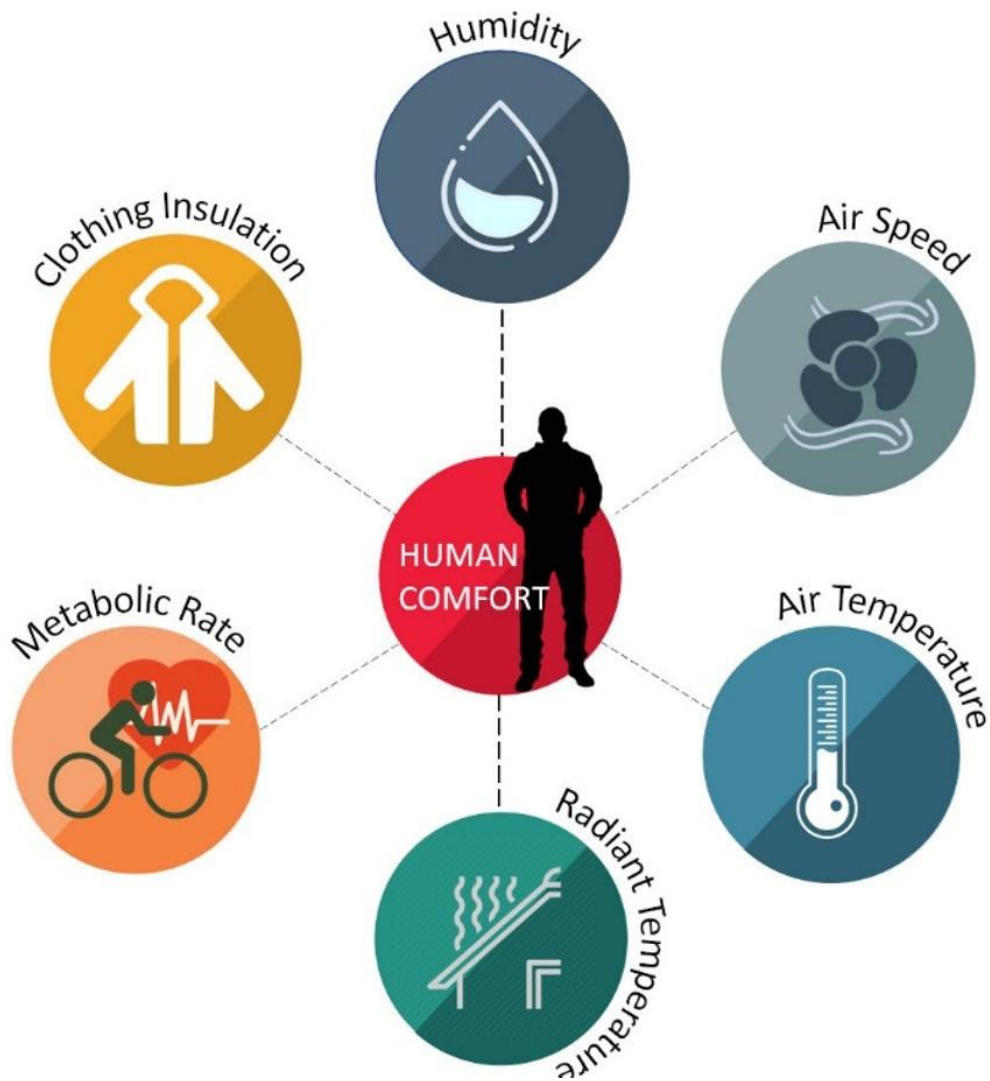 Humidity
Clothing Insulation
Air Speed
HUMAN
COMFORT
Metabolic Rate
Air Temperature
Radiant Temperature